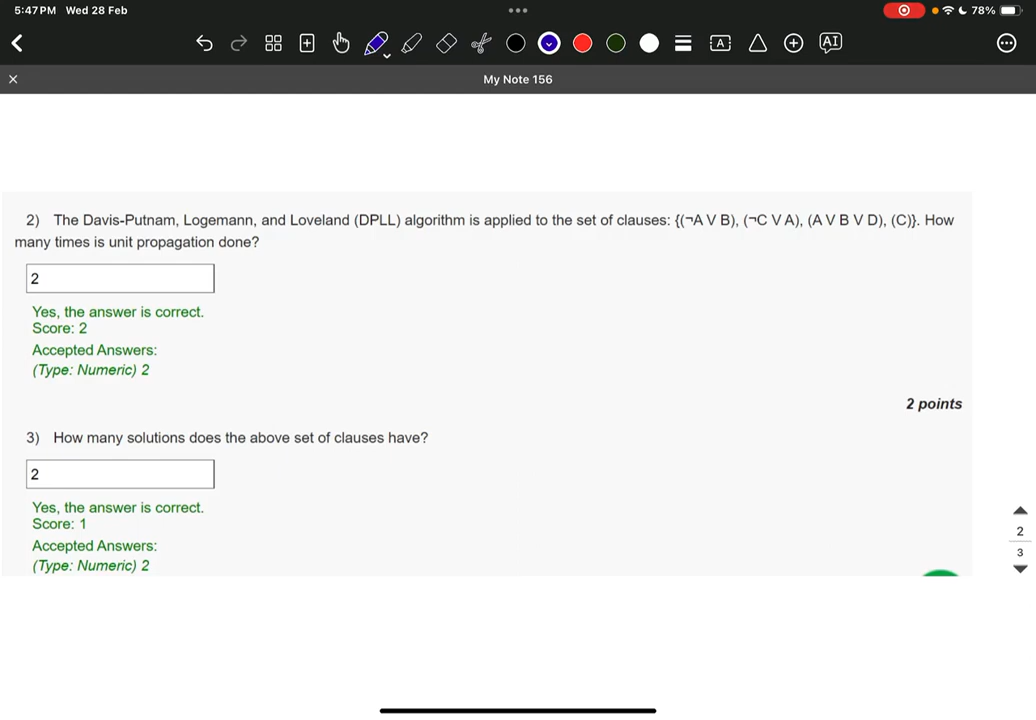 5:47 PM Wed 28 Feb
78%
A
AI
My Note 156
2) The Davis-Putnam, Logemann, and Loveland (DPLL) algorithm is applied to the set of clauses: {(¬A V B), (¬C V A), (A V B V D), (C)}. How
many times is unit propagation done?
2
Yes, the answer is correct.
Score: 2
Accepted Answers:
(Type: Numeric) 2
2 points
3) How many solutions does the above set of clauses have?
2
Yes, the answer is correct.
Score: 1
Accepted Answers:
(Type: Numeric) 2
2
3